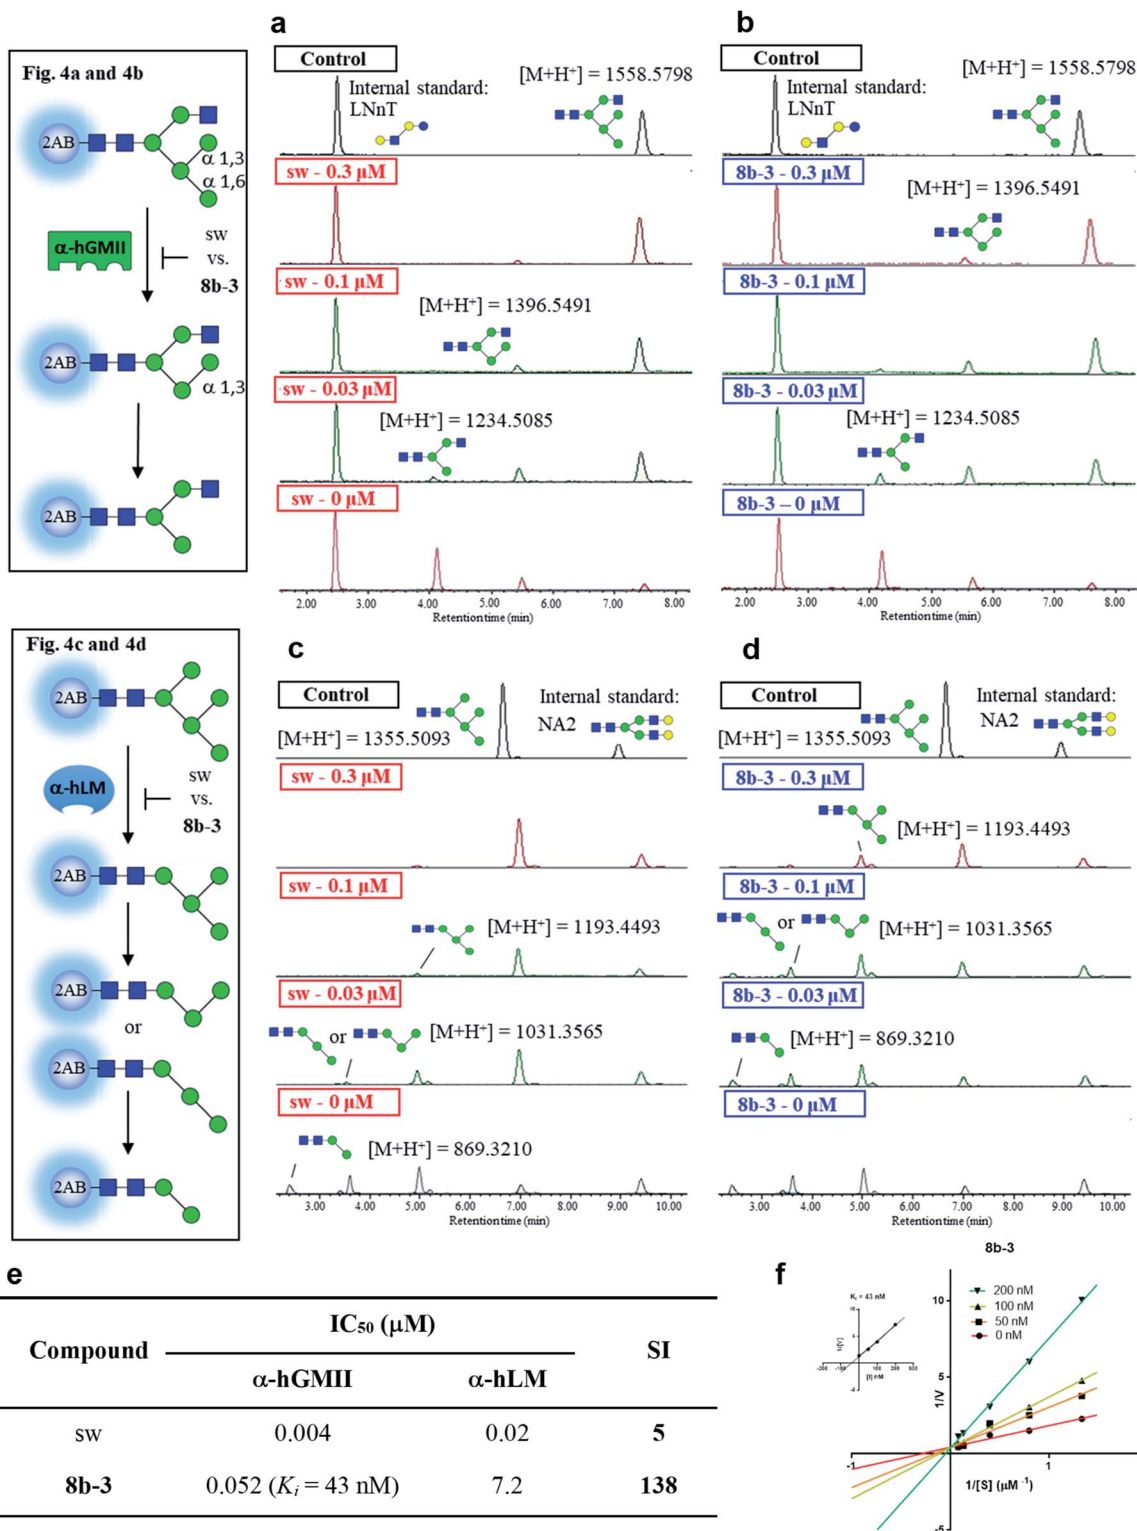 Fig. 4a and 4b
2AB
α 1,3
α 1,6
α-hGMII
sw
vs.
8b-3
2AB
α 1,3
2AB
a
Control
Internal standard:
LNnT
[M+H⁺] = 1558.5798
sw - 0.3 µM
sw - 0.1 µM
[M+H⁺] = 1396.5491
sw - 0.03 µM
[M+H⁺] = 1234.5085
sw - 0 µM
2.00 3.00 4.00 5.00 6.00 7.00 8.00
Retention time (min)
b
Control
[M+H⁺] = 1558.5798
Internal standard:
LNnT
8b-3 - 0.3 µM
[M+H⁺] = 1396.5491
8b-3 - 0.1 µM
8b-3 - 0.03 µM
[M+H⁺] = 1234.5085
8b-3 – 0 µM
2.00 3.00 4.00 5.00 6.00 7.00 8.00
Retention time (min)
Fig. 4c and 4d
2AB
α-hLM
sw
vs.
8b-3
2AB
2AB
or
2AB
2AB
c
Control
Internal standard:
NA2
[M+H⁺] = 1355.5093
sw - 0.3 µM
sw - 0.1 µM
[M+H⁺] = 1193.4493
sw - 0.03 µM
or
[M+H⁺] = 1031.3565
sw - 0 µM
[M+H⁺] = 869.3210
3.00 4.00 5.00 6.00 7.00 8.00 9.00 10.00
Retention time (min)
d
Control
Internal standard:
NA2
[M+H⁺] = 1355.5093
8b-3 - 0.3 µM
[M+H⁺] = 1193.4493
8b-3 - 0.1 µM
or
[M+H⁺] = 1031.3565
8b-3 - 0.03 µM
[M+H⁺] = 869.3210
8b-3 - 0 µM
3.00 4.00 5.00 6.00 7.00 8.00 9.00 10.00
Retention time (min)
e
Compound IC₅₀ (µM) SI
α-hGMII α-hLM
sw 0.004 0.02 5
8b-3 0.052 (Kᵢ = 43 nM) 7.2 138
f
8b-3
200 nM
100 nM
50 nM
0 nM
Kᵢ = 43 nM
[I] nM
10
5
-5
-1
1
1/V
1/[S] (µM⁻¹)